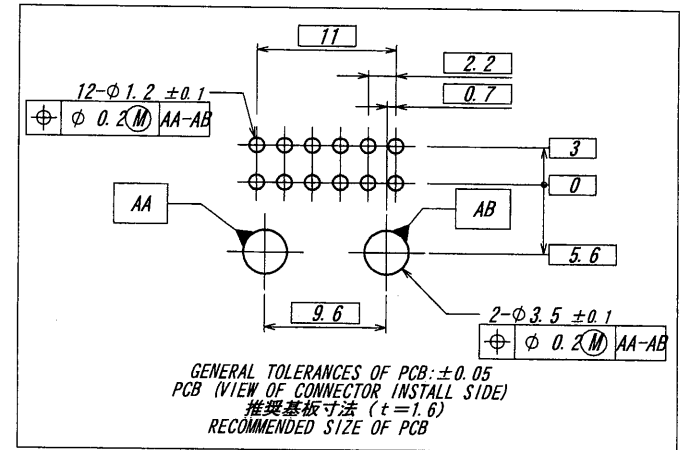 11
2.2
0.7
12-Φ1.2 ±0.1
⌖ Φ 0.2Ⓜ AA-AB
3
0
AA
AB
5.6
9.6
2-Φ3.5 ±0.1
⌖ Φ 0.2Ⓜ AA-AB
GENERAL TOLERANCES OF PCB:±0.05
PCB (VIEW OF CONNECTOR INSTALL SIDE)
推奨基板寸法 (t=1.6)
RECOMMENDED SIZE OF PCB